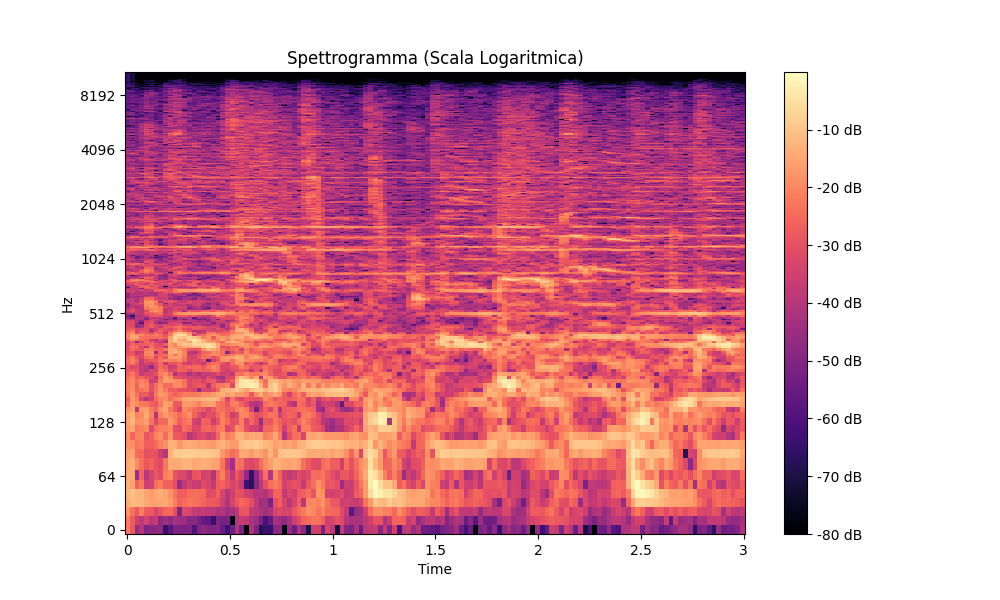 Spettrogramma (Scala Logaritmica)
8192
4096
2048
1024
512
256
128
64
0
Hz
0
0.5
1
1.5
2
2.5
3
Time
-10 dB
-20 dB
-30 dB
-40 dB
-50 dB
-60 dB
-70 dB
-80 dB